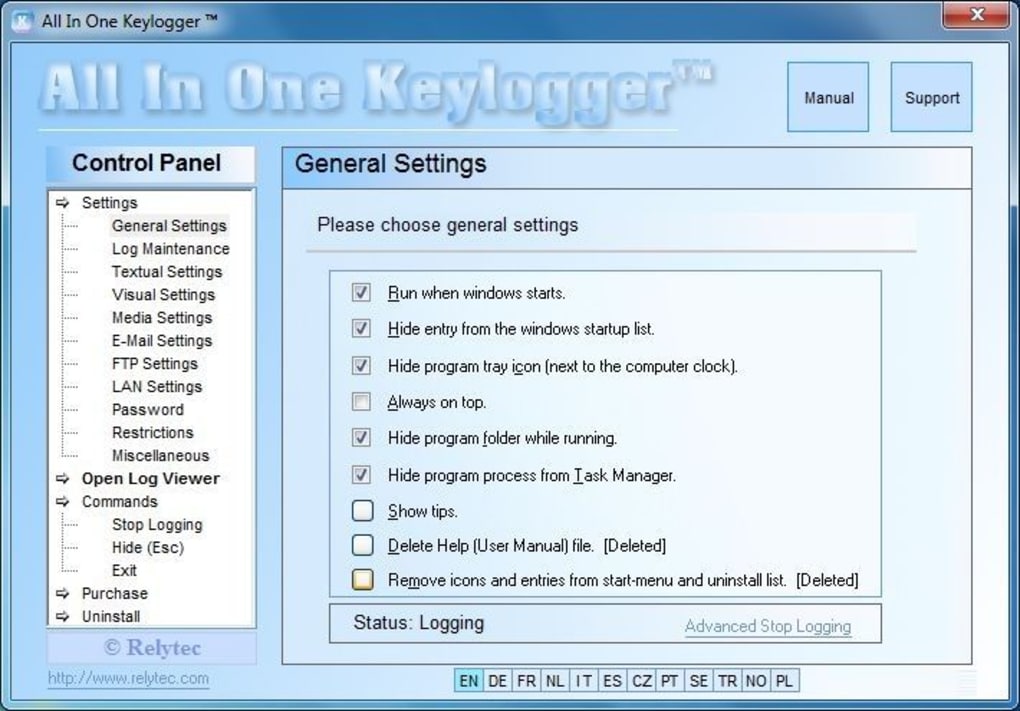 All In One Keylogger ™
All In One Keylogger™
Manual
Support
Control Panel
Settings
General Settings
Log Maintenance
Textual Settings
Visual Settings
Media Settings
E-Mail Settings
FTP Settings
LAN Settings
Password
Restrictions
Miscellaneous
Open Log Viewer
Commands
Stop Logging
Hide (Esc)
Exit
Purchase
Uninstall
© Relytec
http://www.relytec.com
General Settings
Please choose general settings
Run when windows starts.
Hide entry from the windows startup list.
Hide program tray icon (next to the computer clock).
Always on top.
Hide program folder while running.
Hide program process from Task Manager.
Show tips.
Delete Help (User Manual) file. [Deleted]
Remove icons and entries from start-menu and uninstall list. [Deleted]
Status: Logging
Advanced Stop Logging
EN DE FR NL IT ES CZ PT SE TR NO PL